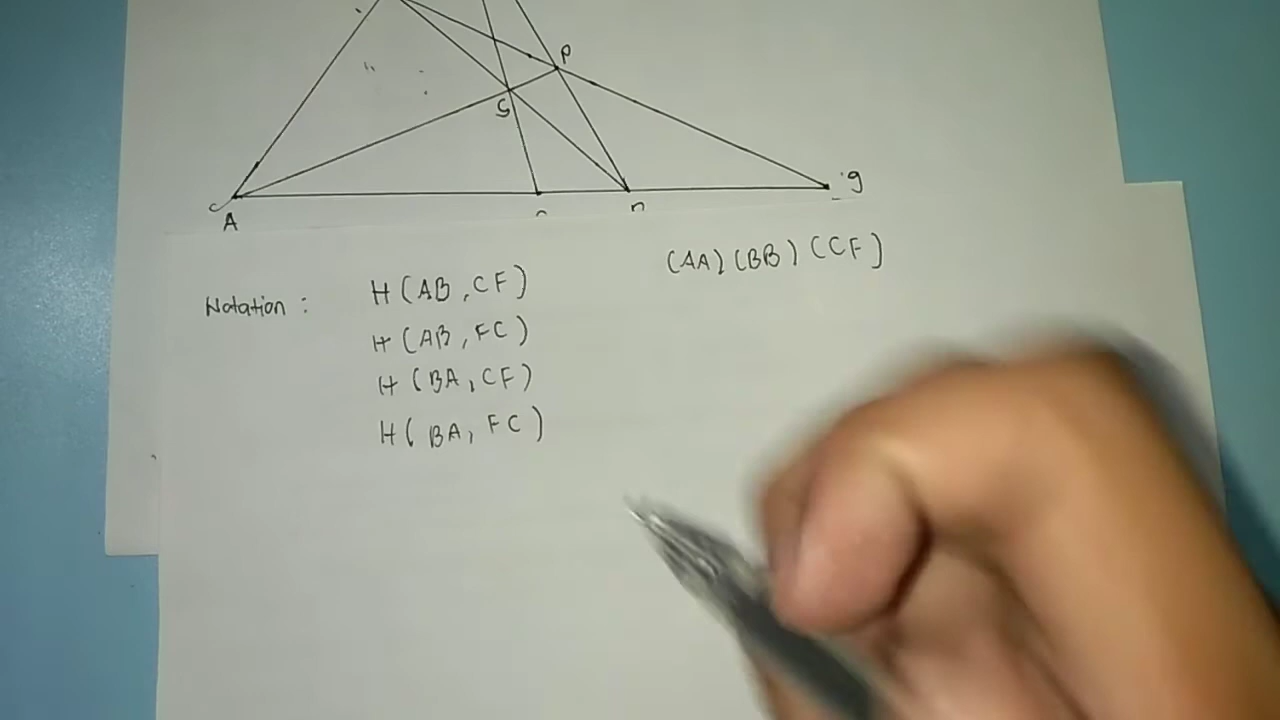 P
S
g
A
(AA) (BB) (CF)
Notation : H (AB, CF)
H (AB, FC)
H (BA, CF)
H( BA, FC )